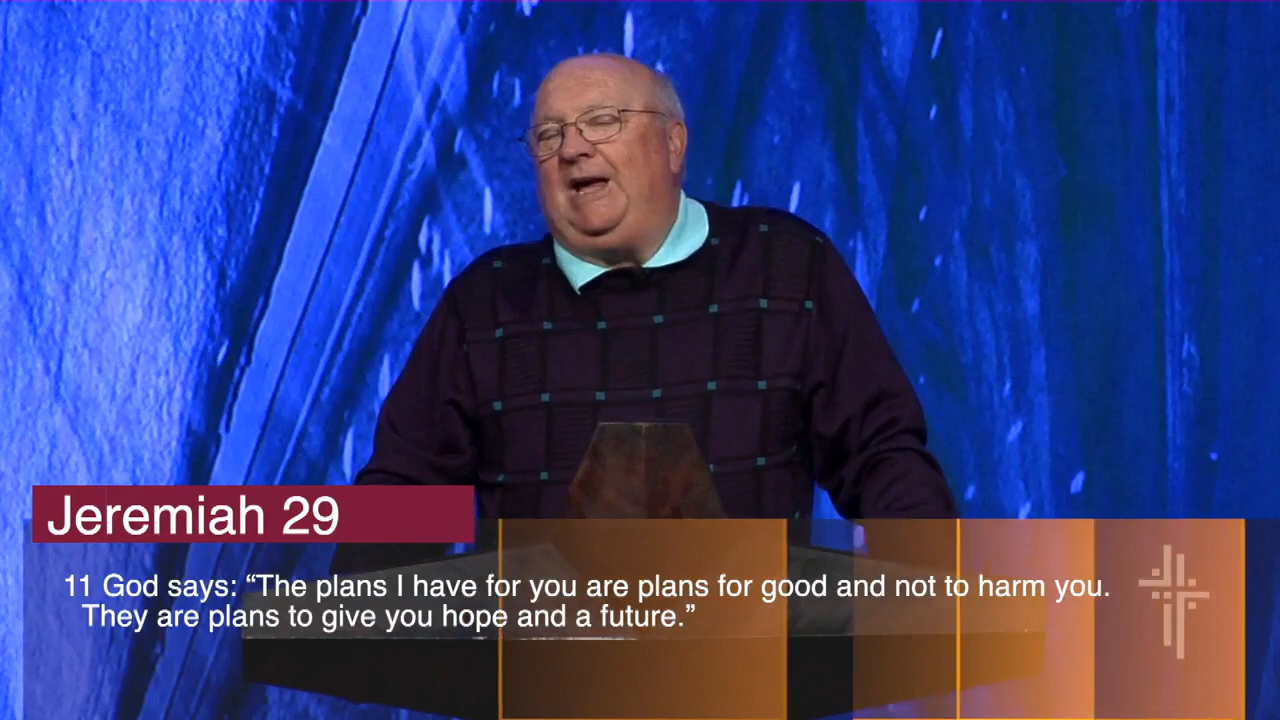 Jeremiah 29
11 God says: “The plans I have for you are plans for good and not to harm you.
They are plans to give you hope and a future.”